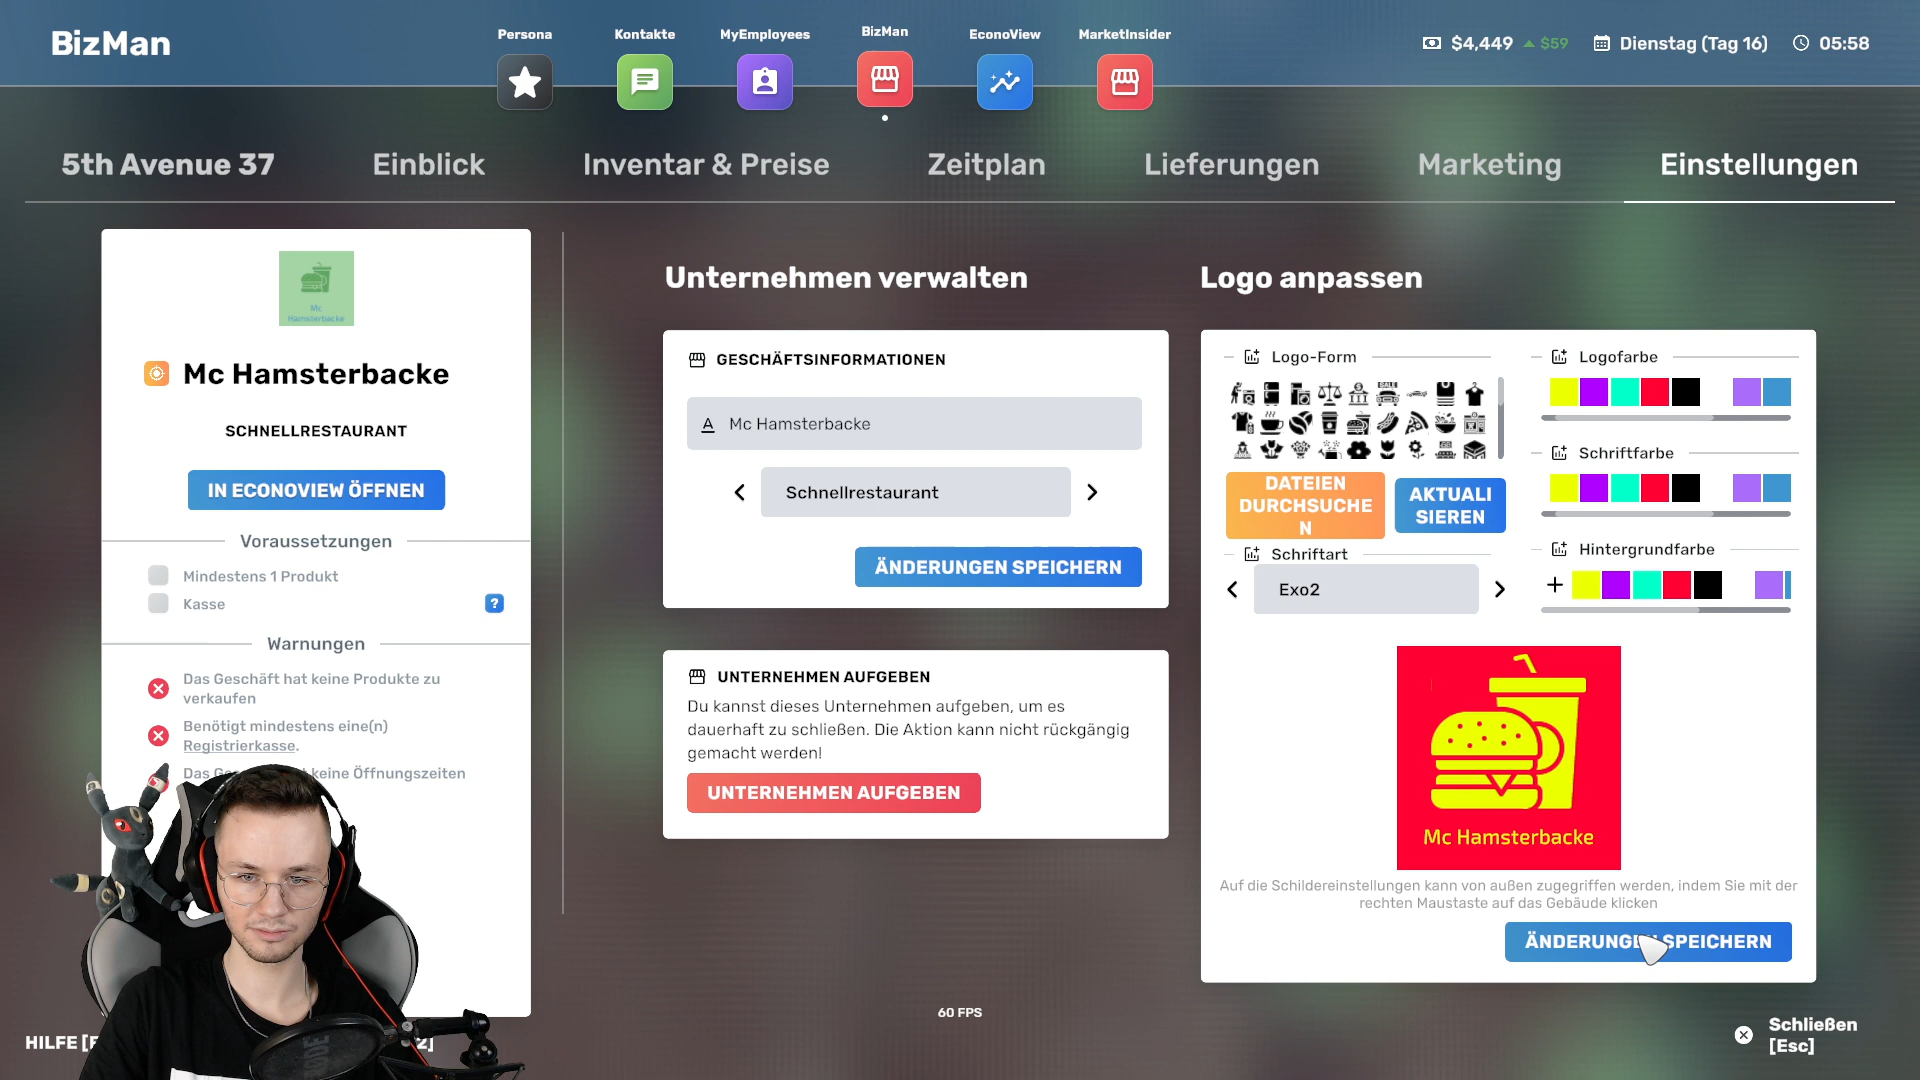 BizMan
Persona
Kontakte
MyEmployees
BizMan
EconoView
MarketInsider
$4,449
$59
Dienstag (Tag 16)
05:58
5th Avenue 37
Einblick
Inventar & Preise
Zeitplan
Lieferungen
Marketing
Einstellungen
Mc
Hamsterbacke
Mc Hamsterbacke
SCHNELLRESTAURANT
IN ECONOVIEW ÖFFNEN
Voraussetzungen
Mindestens 1 Produkt
Kasse
?
Warnungen
Das Geschäft hat keine Produkte zu
verkaufen
Benötigt mindestens eine(n)
Registrierkasse.
Das keine Öffnungszeiten
Unternehmen verwalten
GESCHÄFTSINFORMATIONEN
Mc Hamsterbacke
Schnellrestaurant
ÄNDERUNGEN SPEICHERN
UNTERNEHMEN AUFGEBEN
Du kannst dieses Unternehmen aufgeben, um es
dauerhaft zu schließen. Die Aktion kann nicht rückgängig
gemacht werden!
UNTERNEHMEN AUFGEBEN
Logo anpassen
Logo-Form
SALE
DATEIEN
DURCHSUCHE
N
AKTUALI
SIEREN
Schriftart
Exo2
Logofarbe
Schriftfarbe
Hintergrundfarbe
Mc Hamsterbacke
Auf die Schildereinstellungen kann von außen zugegriffen werden, indem Sie mit der
rechten Maustaste auf das Gebäude klicken
ÄNDERUNGEN SPEICHERN
60 FPS
HILFE [F
2]
Schließen
[Esc]